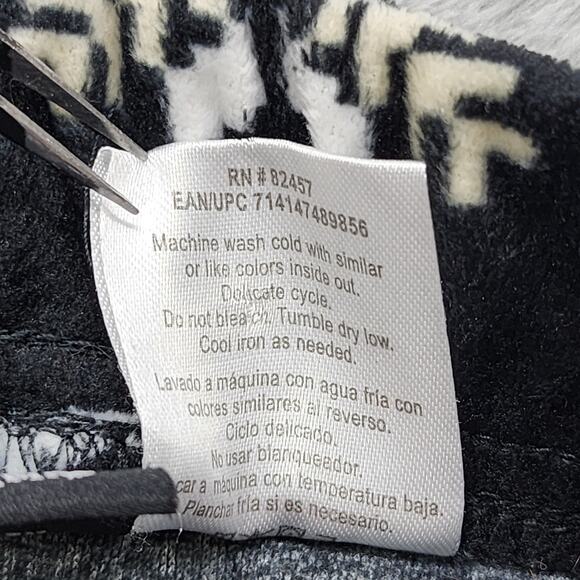 RN # 82457
EAN/UPC 714147489856
Machine wash cold with similar
or like colors inside out.
Delicate cycle.
Do not bleach. Tumble dry low.
Cool iron as needed.
Lavado a máquina con agua fría con
colores similares al reverso.
Ciclo delicado.
No usar blanqueador.
car a máquina con temperatura baja.
Planchar fría si es necesario.